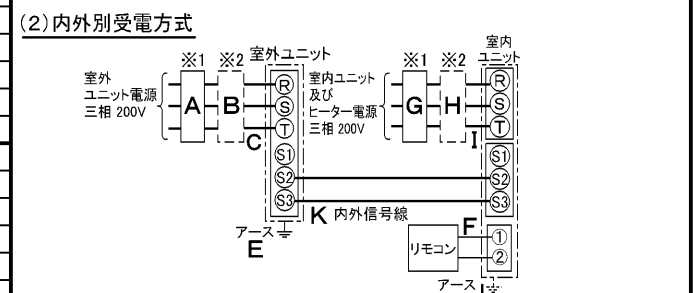 (2)内外別受電方式
※1 ※2 室外ユニット
室外
ユニット電源
三相 200V
A
B
C
R
S
T
S1
S2
S3
アース
E
K 内外信号線
※1 ※2
室内
ユニット
室内ユニット
及び
ヒーター電源
三相 200V
G
H
I
R
S
T
S1
S2
S3
F
リモコン
1
2
アース